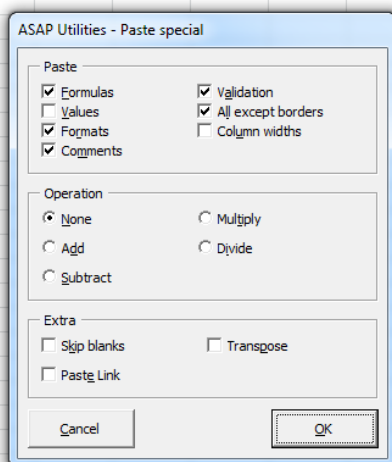 ASAP Utilities - Paste special
Paste
Formulas Validation
Values All except borders
Formats Column widths
Comments
Operation
None Multiply
Add Divide
Subtract
Extra
Skip blanks Transpose
Paste Link
Cancel OK